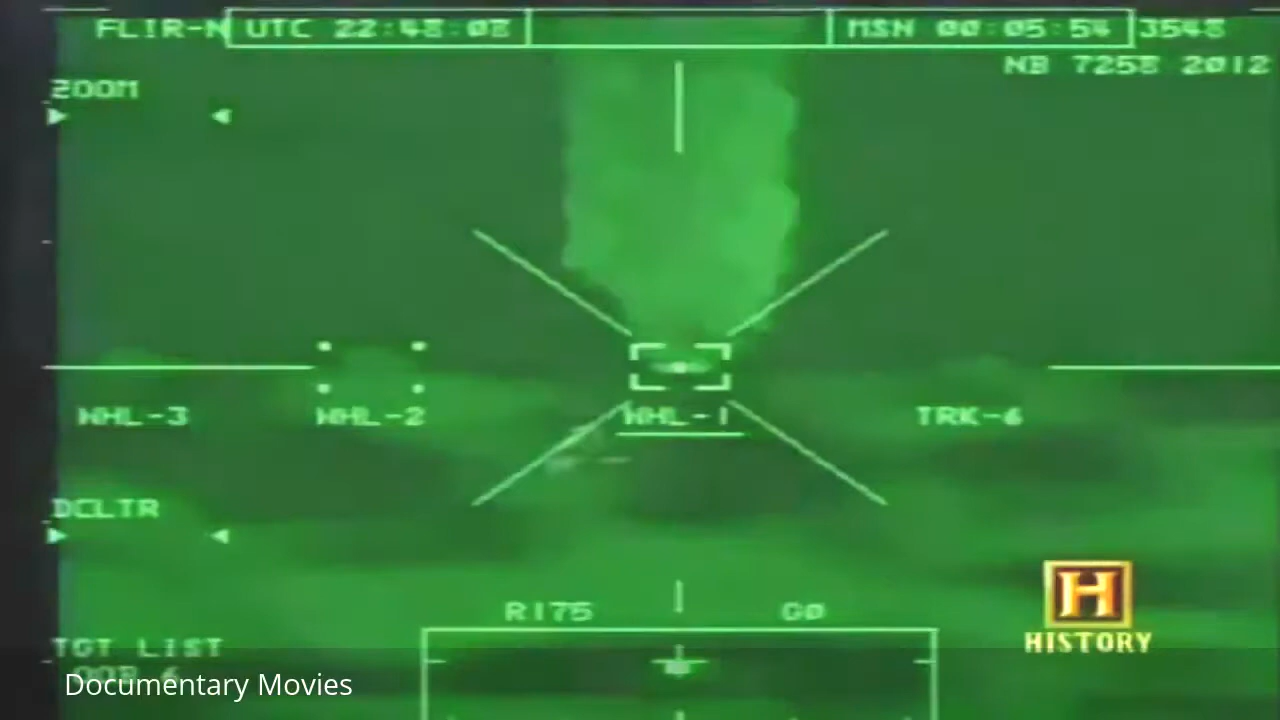 FLIR-N UTC 22:48:08 MSN 00:05:54 3548
NB 7258 2012
ZOOM
WHL-3 WHL-2 WHL-1 TRK-6
DCLTR
R175 G0
TGT LIST
HISTORY
Documentary Movies